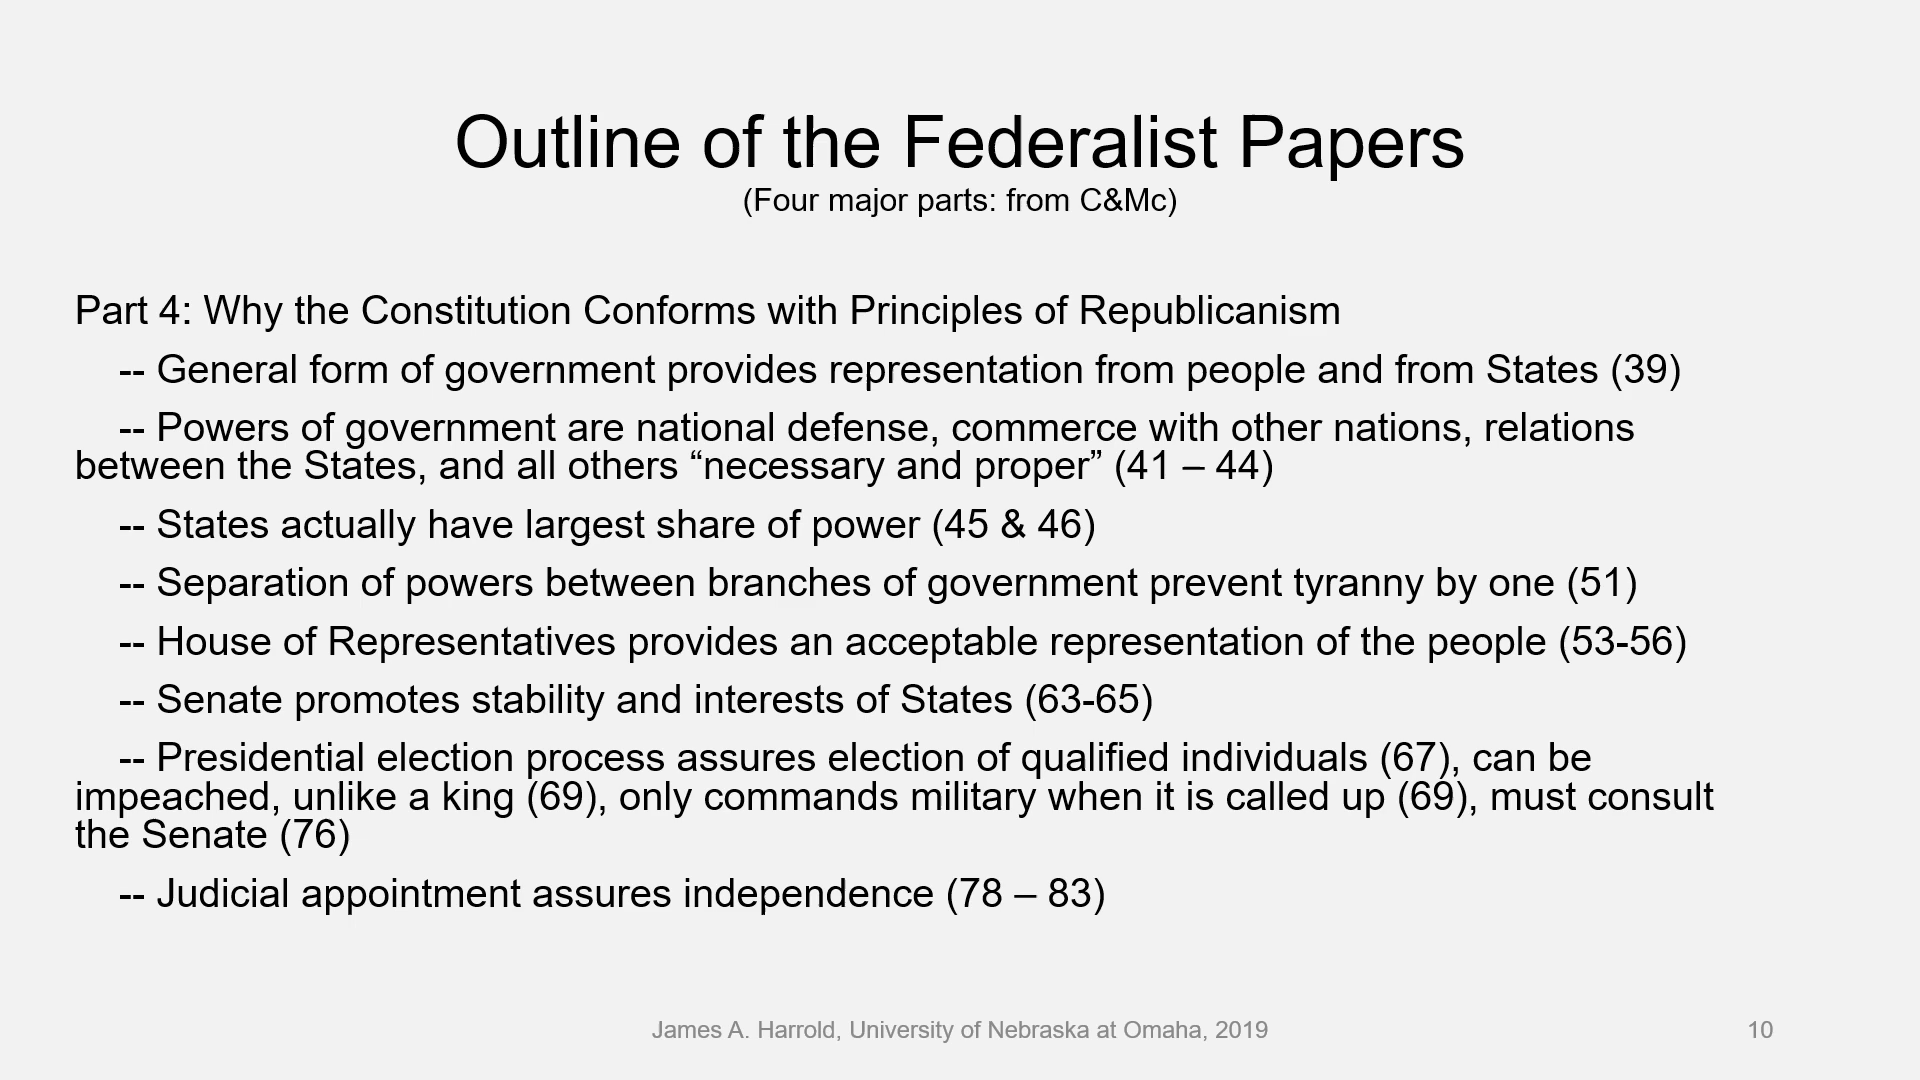 Outline of the Federalist Papers
(Four major parts: from C&Mc)
Part 4: Why the Constitution Conforms with Principles of Republicanism
-- General form of government provides representation from people and from States (39)
-- Powers of government are national defense, commerce with other nations, relations
between the States, and all others “necessary and proper” (41 – 44)
-- States actually have largest share of power (45 & 46)
-- Separation of powers between branches of government prevent tyranny by one (51)
-- House of Representatives provides an acceptable representation of the people (53-56)
-- Senate promotes stability and interests of States (63-65)
-- Presidential election process assures election of qualified individuals (67), can be
impeached, unlike a king (69), only commands military when it is called up (69), must consult
the Senate (76)
-- Judicial appointment assures independence (78 – 83)
James A. Harrold, University of Nebraska at Omaha, 2019
10